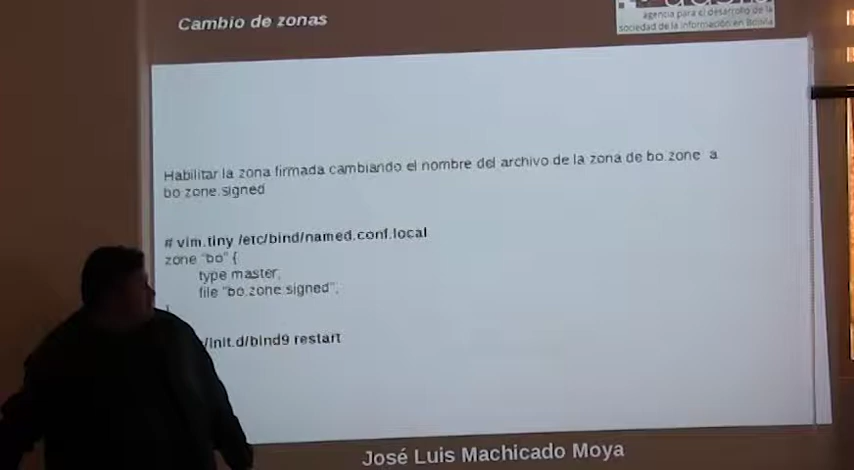 Cambio de zonas
agencia para el desarrollo de la
sociedad de la información en Bolivia
Habilitar la zona firmada cambiando el nombre del archivo de la zona de bo.zone a
bo.zone.signed
# vim.tiny /etc/bind/named.conf.local
zone "bo" {
type master;
file "bo.zone.signed";
/init.d/bind9 restart
José Luis Machicado Moya